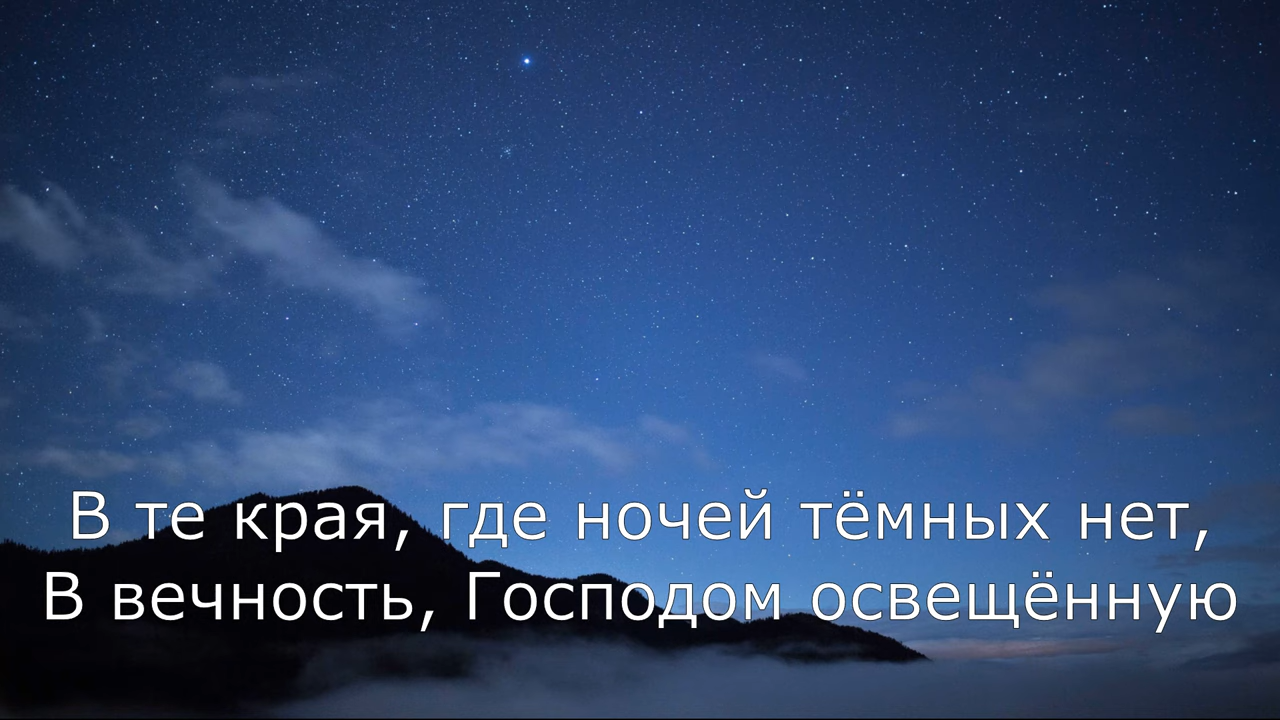 В те края, где ночей тёмных нет,
В вечность, Господом освещённую